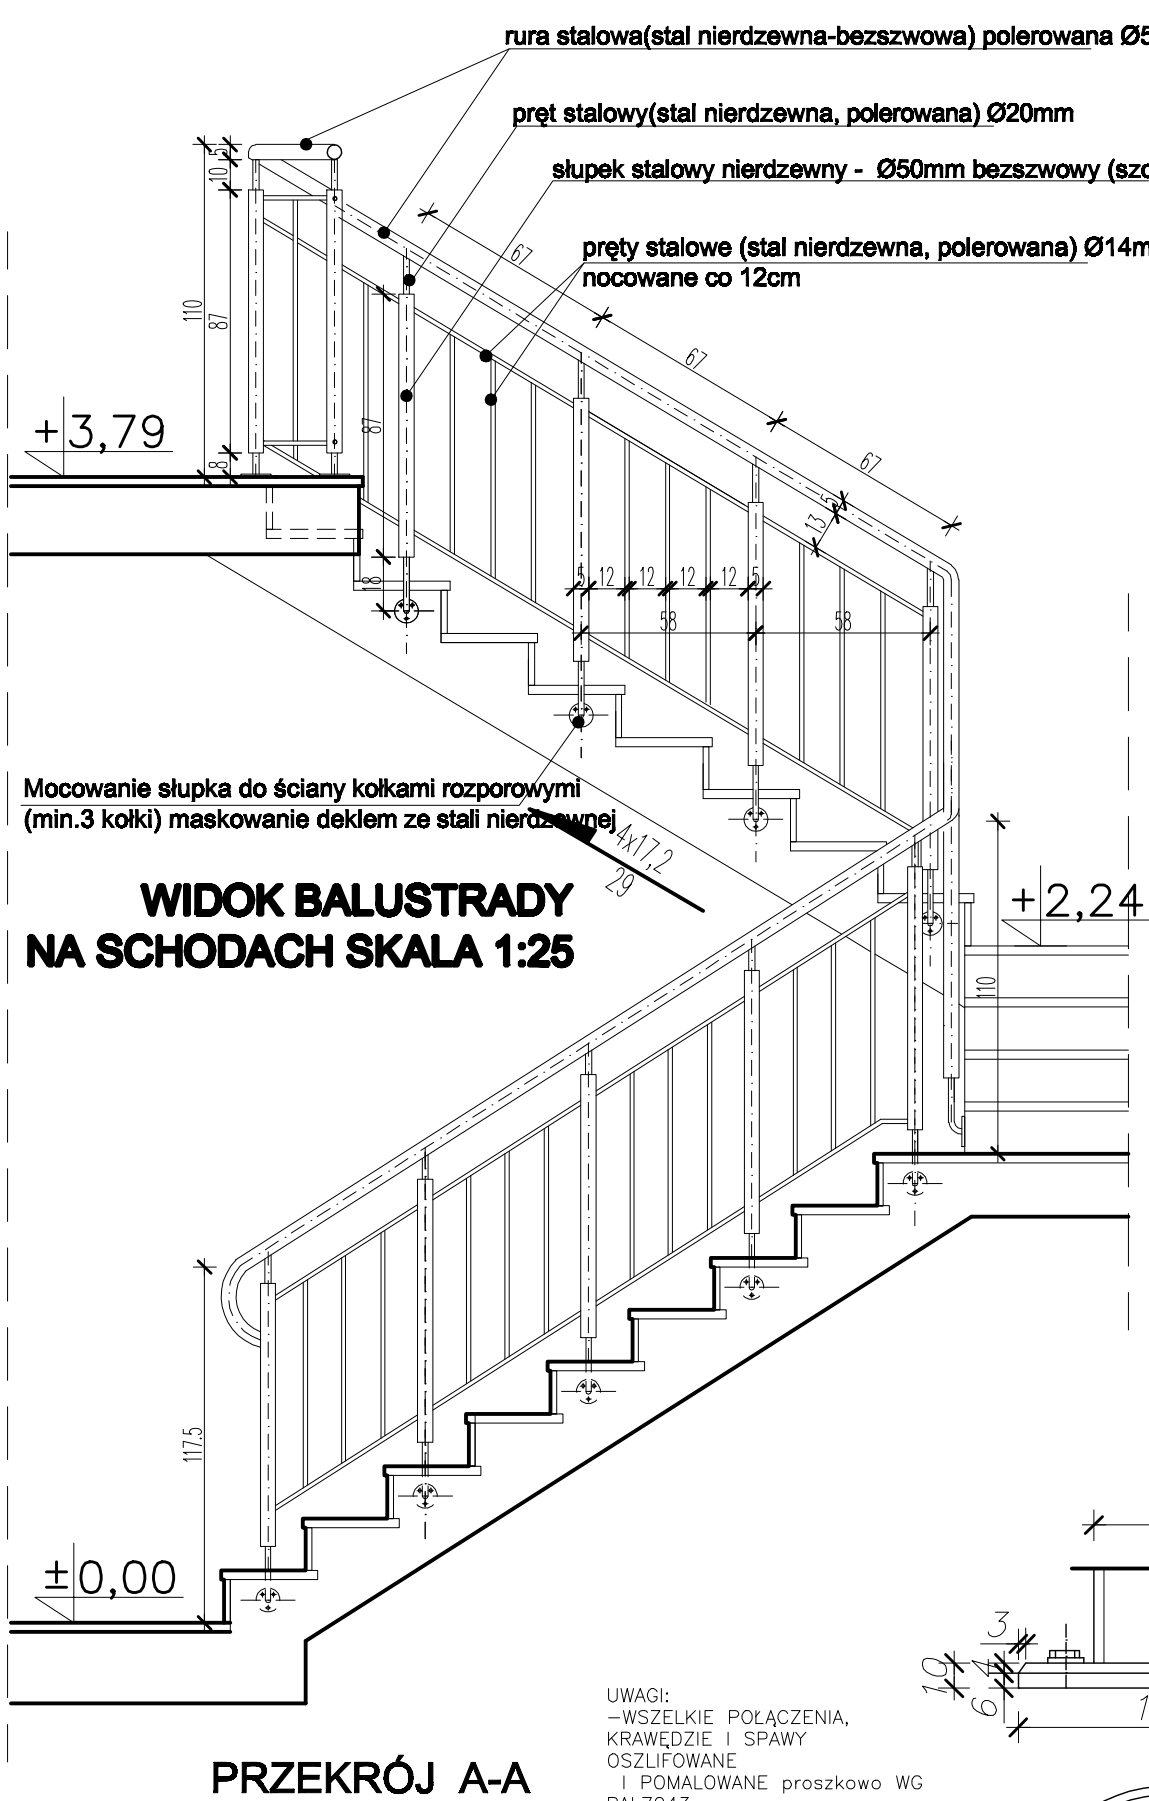 rura stalowa(stal nierdzewna-bezszwowa) polerowana Ø5
pręt stalowy(stal nierdzewna, polerowana) Ø20mm
słupek stalowy nierdzewny - Ø50mm bezszwowy (szc
pręty stalowe (stal nierdzewna, polerowana) Ø14m
nocowane co 12cm
5
10
110
87
8
67
67
67
+3,79
87
18
5
13
5 12 12 12 12 5
58 58
Mocowanie słupka do ściany kołkami rozporowymi
(min.3 kołki) maskowanie deklem ze stali nierdzewnej
4x17,2
29
WIDOK BALUSTRADY
NA SCHODACH SKALA 1:25
+2,24
110
117.5
±0,00
3
10
4
6
1
UWAGI:
–WSZELKIE POŁĄCZENIA,
KRAWĘDZIE I SPAWY
OSZLIFOWANE
I POMALOWANE proszkowo WG
PRZEKRÓJ A-A